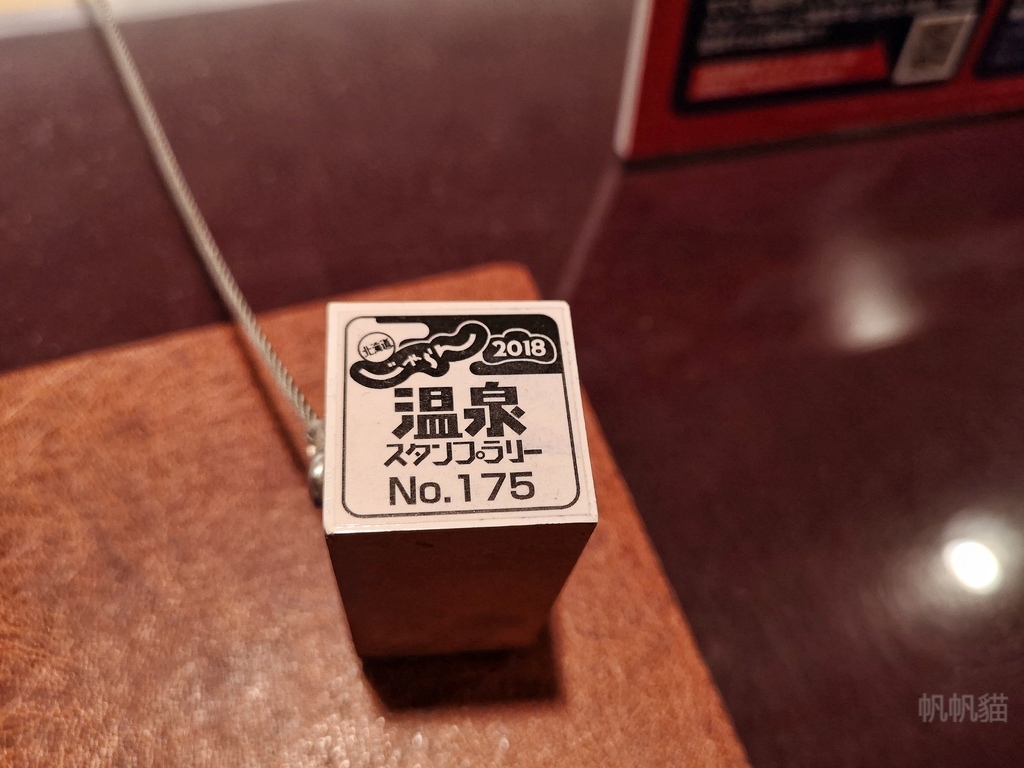 北海道 じゃらん 2018
温泉
スタンプラリー
No.175
帆帆貓